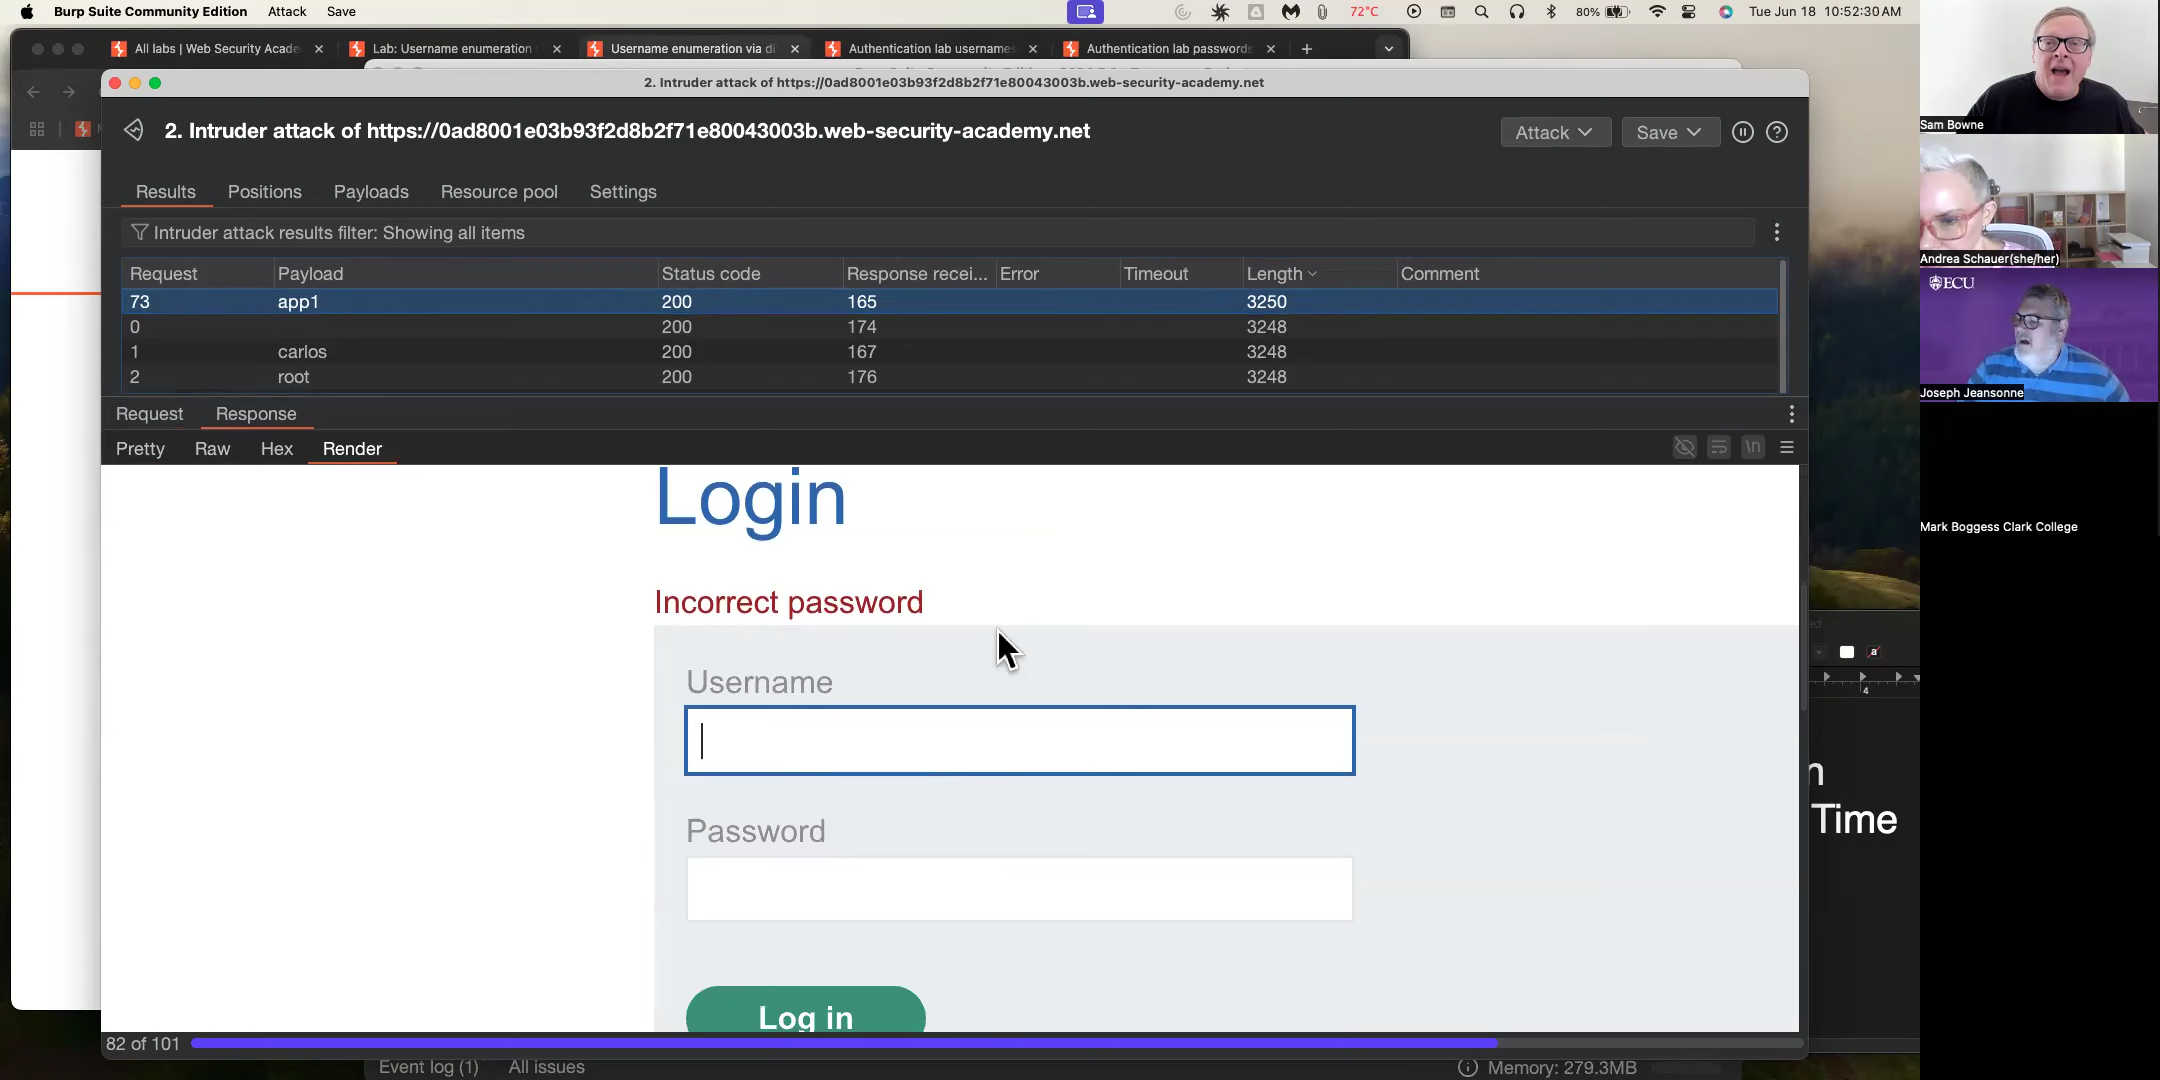 Burp Suite Community Edition Attack Save 72°C 80% Tue Jun 18 10:52:30 AM
All labs | Web Security Acade Lab: Username enumeration Username enumeration via di Authentication lab usernames Authentication lab passwords
2. Intruder attack of https://0ad8001e03b93f2d8b2f71e80043003b.web-security-academy.net
2. Intruder attack of https://0ad8001e03b93f2d8b2f71e80043003b.web-security-academy.net Attack Save
Results Positions Payloads Resource pool Settings
Intruder attack results filter: Showing all items
Request Payload Status code Response recei... Error Timeout Length Comment
73 app1 200 165 3250
0 200 174 3248
1 carlos 200 167 3248
2 root 200 176 3248
Request Response
Pretty Raw Hex Render \n
Login
Incorrect password
Username
Password
Log in
82 of 101
Event log (1) All issues Memory: 279.3MB
a
4
n
Time
Sam Bowne
Andrea Schauer(she/her)
ECU
Joseph Jeansonne
Mark Boggess Clark College